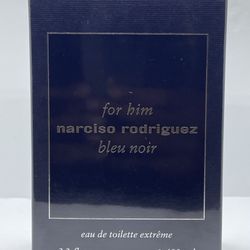 for him
narciso rodriguez
bleu noir
eau de toilette extrême